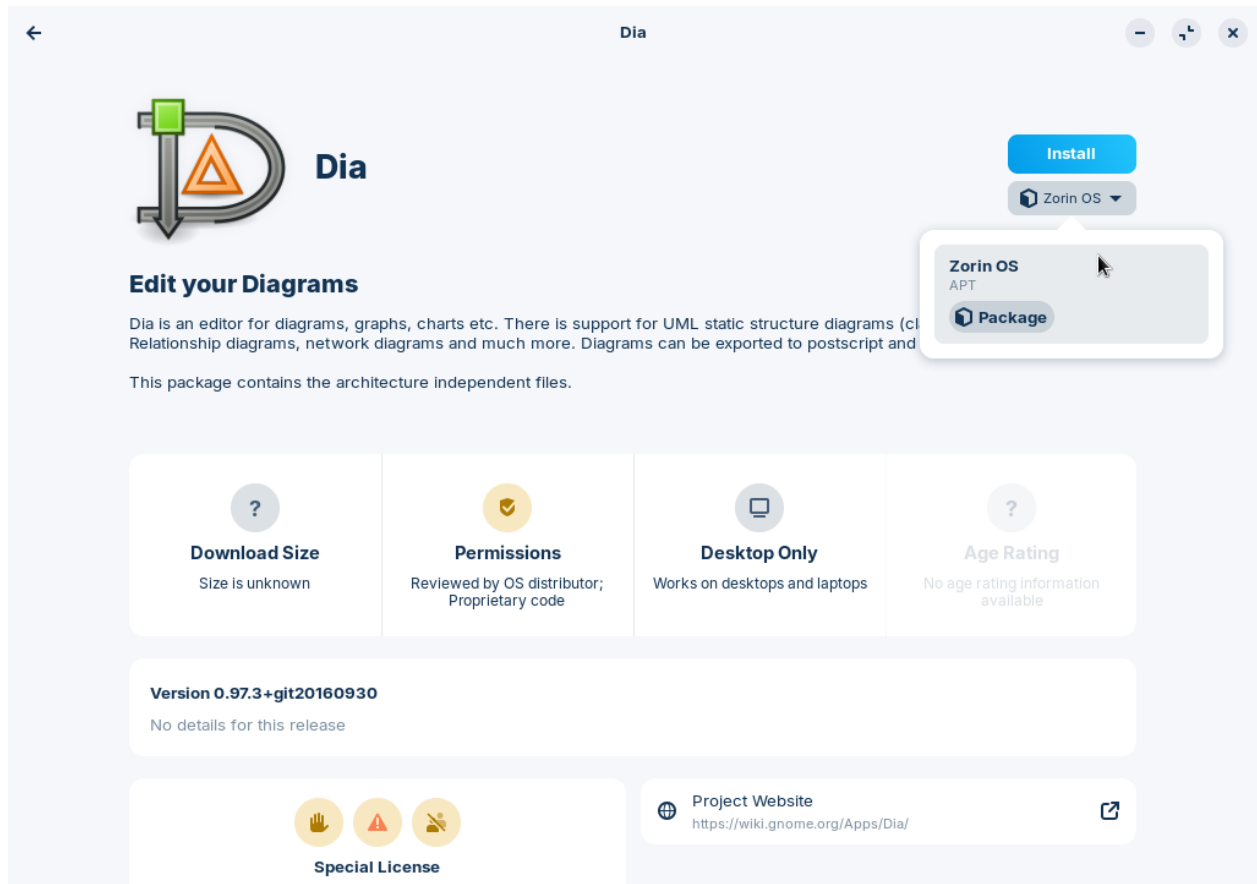 Dia
Dia
Install
Zorin OS
Zorin OS
APT
Package
Edit your Diagrams
Dia is an editor for diagrams, graphs, charts etc. There is support for UML static structure diagrams
Relationship diagrams, network diagrams and much more. Diagrams can be exported to postscript and
This package contains the architecture independent files.
?
Download Size
Size is unknown
Permissions
Reviewed by OS distributor;
Proprietary code
Desktop Only
Works on desktops and laptops
?
Age Rating
No age rating information
available
Version 0.97.3+git20160930
No details for this release
Special License
Project Website
https://wiki.gnome.org/Apps/Dia/